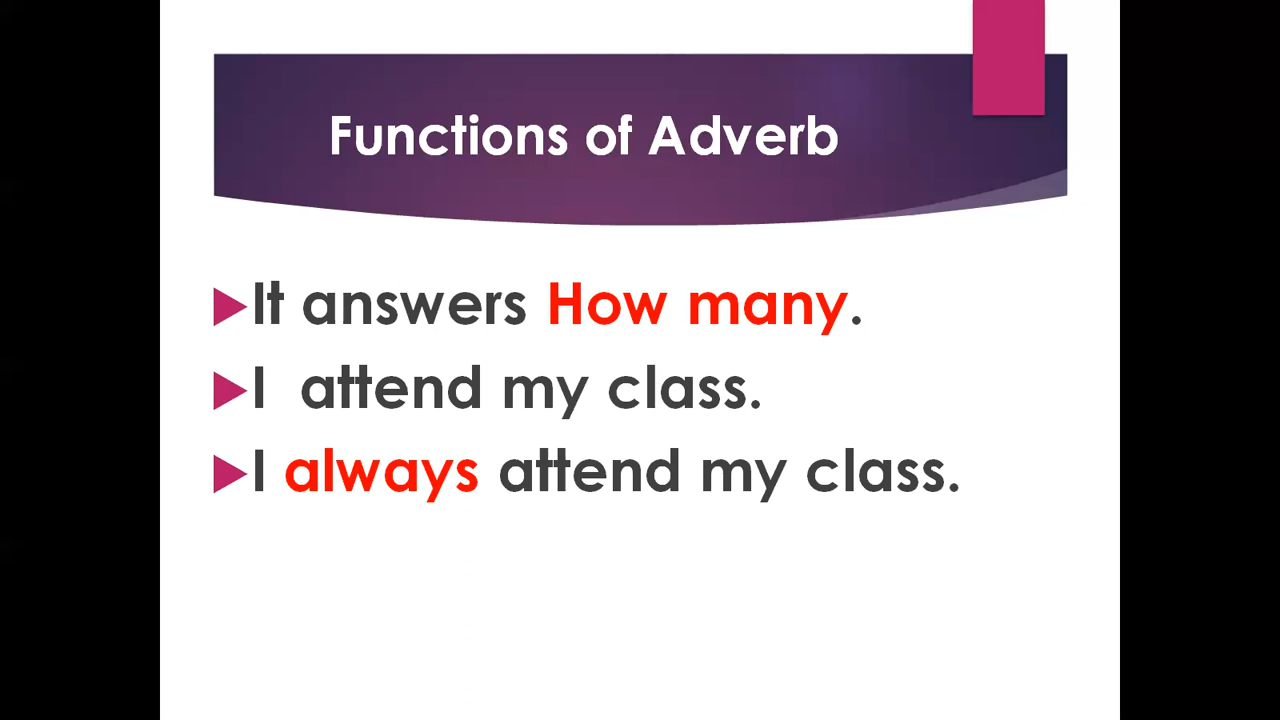 Functions of Adverb
It answers How many.
I attend my class.
I always attend my class.